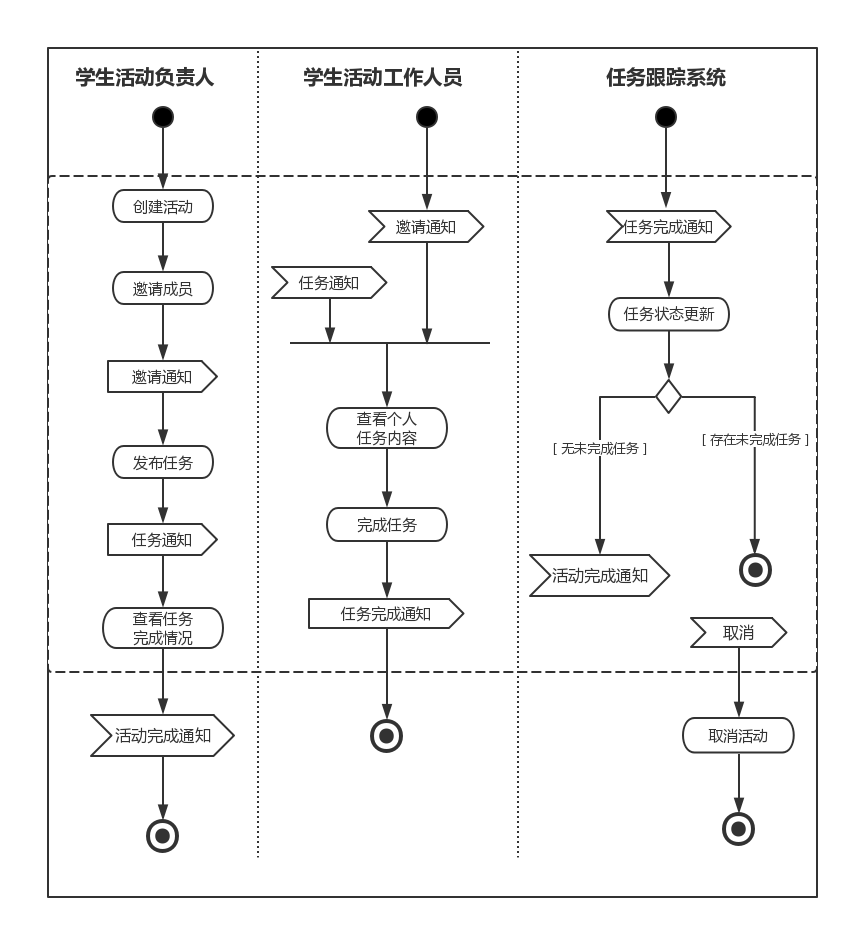 学生活动负责人
学生活动工作人员
任务跟踪系统
创建活动
邀请成员
邀请通知
发布任务
任务通知
查看任务
完成情况
活动完成通知
邀请通知
任务通知
查看个人
任务内容
完成任务
任务完成通知
任务完成通知
任务状态更新
[ 无未完成任务 ]
[ 存在未完成任务 ]
活动完成通知
取消
取消活动